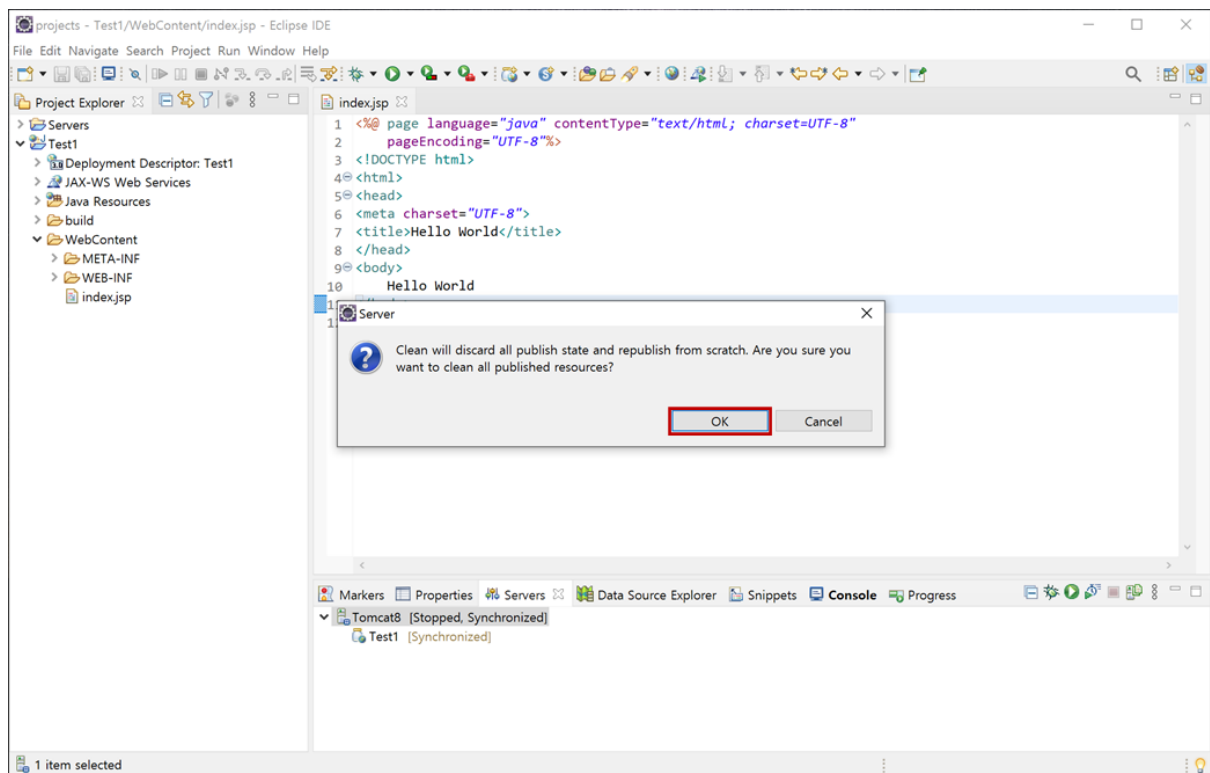 projects - Test1/WebContent/index.jsp - Eclipse IDE
File Edit Navigate Search Project Run Window Help
Project Explorer
Servers
Test1
Deployment Descriptor: Test1
JAX-WS Web Services
Java Resources
build
WebContent
META-INF
WEB-INF
index.jsp
index.jsp
1 <%@ page language="java" contentType="text/html; charset=UTF-8"
2 pageEncoding="UTF-8"%>
3 <!DOCTYPE html>
4 <html>
5 <head>
6 <meta charset="UTF-8">
7 <title>Hello World</title>
8 </head>
9 <body>
10 Hello World
Server
Clean will discard all publish state and republish from scratch. Are you sure you
want to clean all published resources?
OK Cancel
Markers Properties Servers Data Source Explorer Snippets Console Progress
Tomcat8 [Stopped, Synchronized]
Test1 [Synchronized]
1 item selected